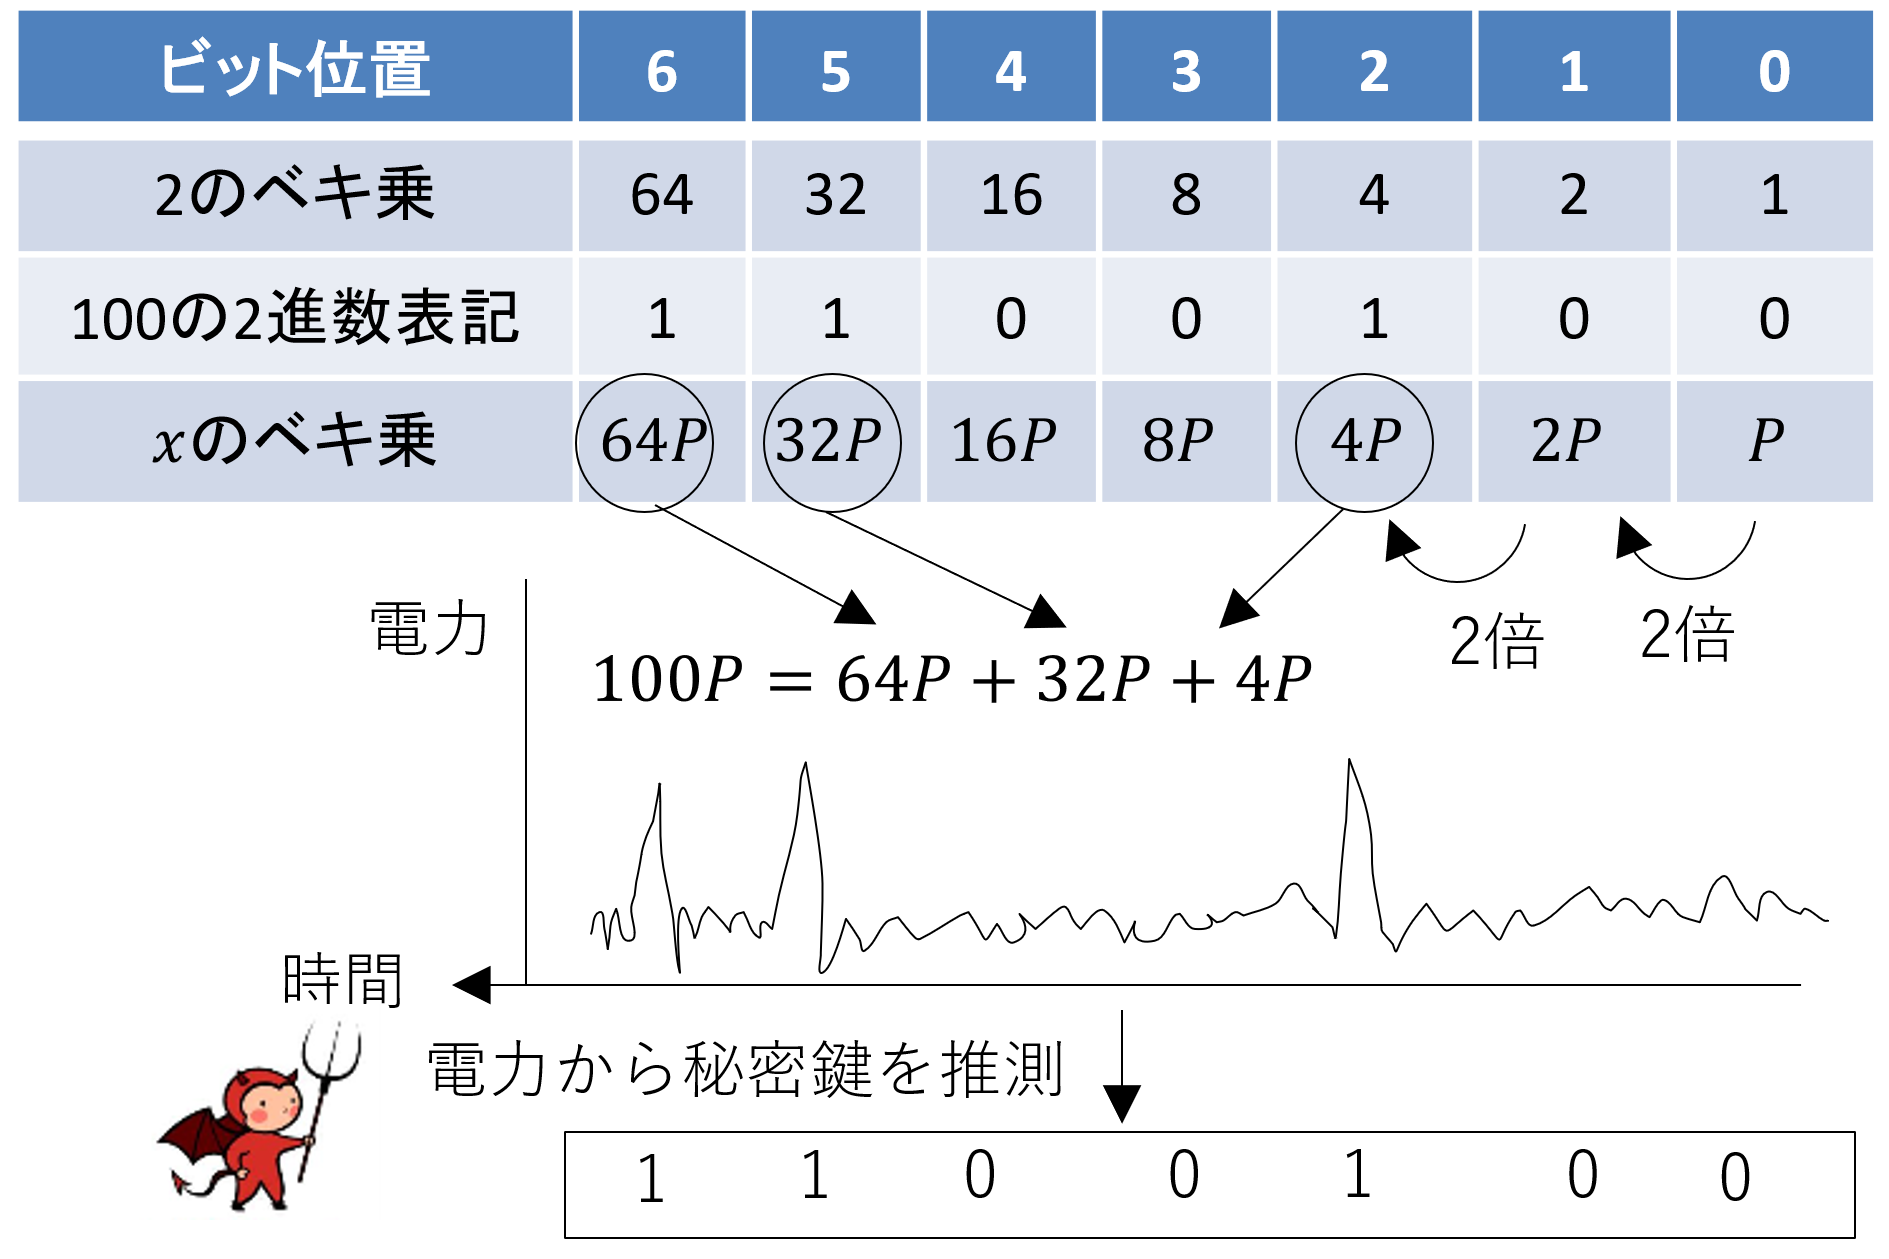 ビット位置 6 5 4 3 2 1 0
2のベキ乗 64 32 16 8 4 2 1
100の2進数表記 1 1 0 0 1 0 0
xのベキ乗 64P 32P 16P 8P 4P 2P P
電力
2倍 2倍
100P = 64P + 32P + 4P
時間
電力から秘密鍵を推測
1 1 0 0 1 0 0